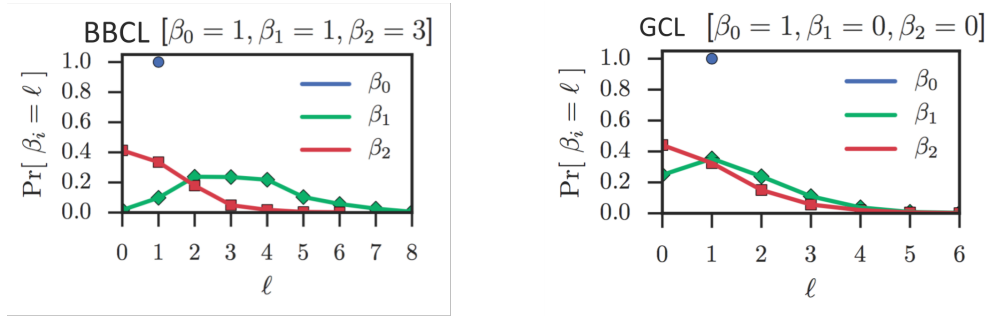 BBCL [β₀ = 1, β₁ = 1, β₂ = 3]
Pr[ βᵢ = ℓ ]
1.0
0.8
0.6
0.4
0.2
0.0
β₀
β₁
β₂
0 1 2 3 4 5 6 7 8
ℓ
GCL [β₀ = 1, β₁ = 0, β₂ = 0]
Pr[ βᵢ = ℓ ]
1.0
0.8
0.6
0.4
0.2
0.0
β₀
β₁
β₂
0 1 2 3 4 5 6
ℓ